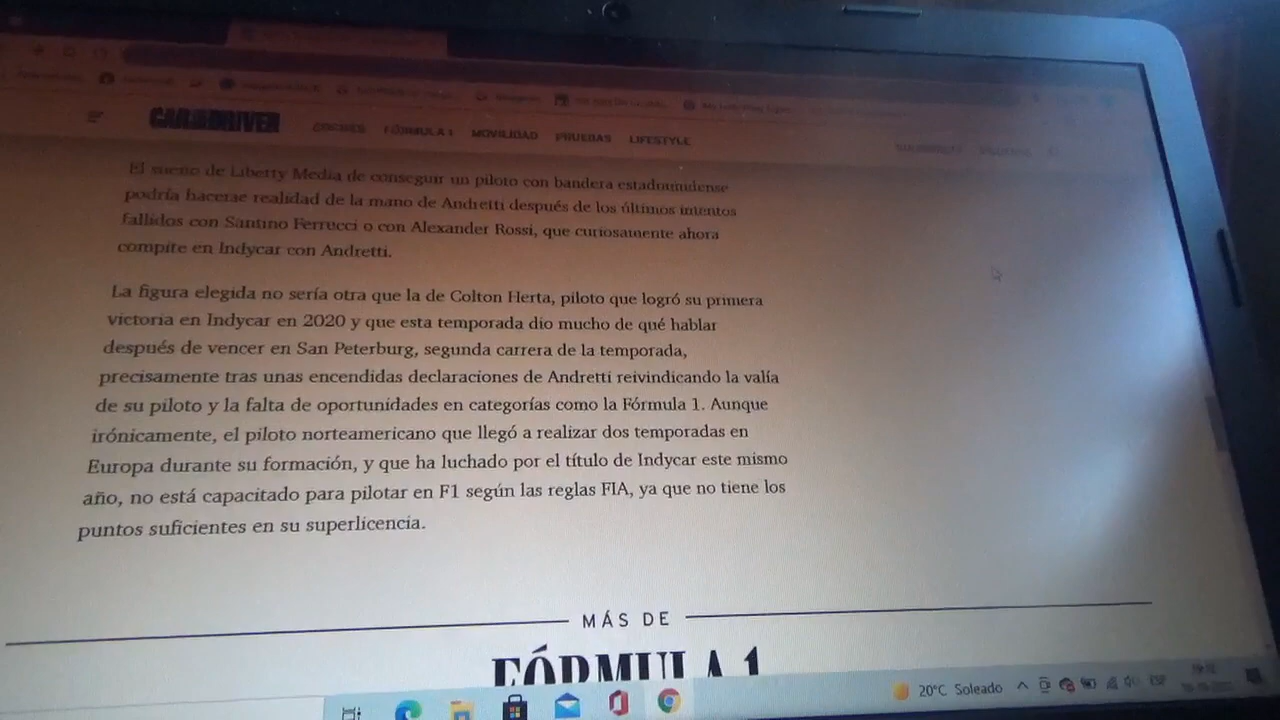 CAR AND DRIVER
COCHES FÓRMULA 1 MOVILIDAD PRUEBAS LIFESTYLE
El sueño de Liberty Media de conseguir un piloto con bandera estadounidense
podría hacerae realidad de la mano de Andretti después de los últimos intentos
fallidos con Santino Ferrucci o con Alexander Rossi, que curiosamente ahora
compite en Indycar con Andretti.
La figura elegida no sería otra que la de Colton Herta, piloto que logró su primera
victoria en Indycar en 2020 y que esta temporada dio mucho de qué hablar
después de vencer en San Peterburg, segunda carrera de la temporada,
precisamente tras unas encendidas declaraciones de Andretti reivindicando la valía
de su piloto y la falta de oportunidades en categorías como la Fórmula 1. Aunque
irónicamente, el piloto norteamericano que llegó a realizar dos temporadas en
Europa durante su formación, y que ha luchado por el título de Indycar este mismo
año, no está capacitado para pilotar en F1 según las reglas FIA, ya que no tiene los
puntos suficientes en su superlicencia.
MÁS DE
FÓRMULA 1
20°C Soleado ESP